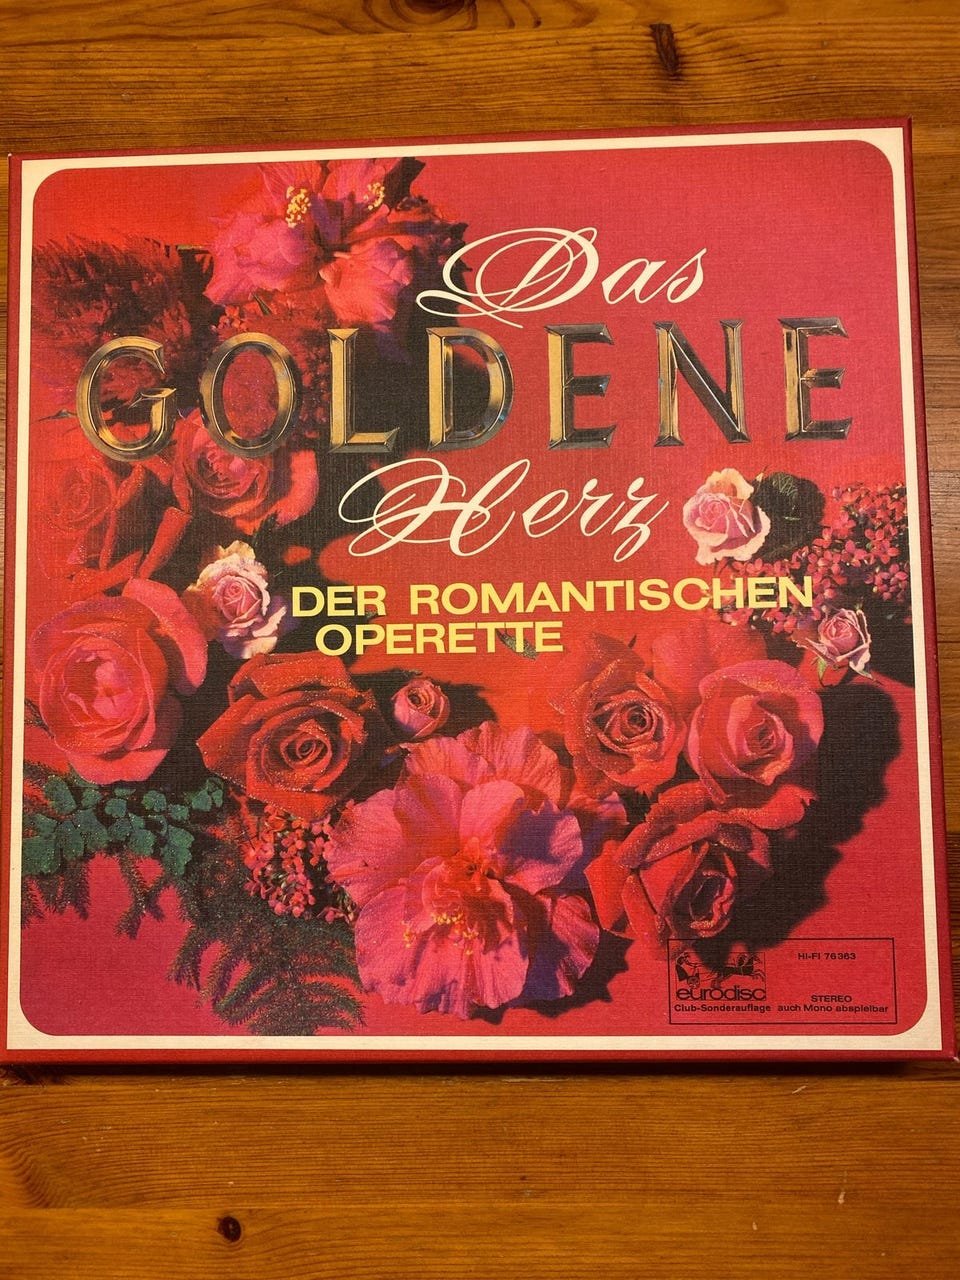 Das
GOLDENE
Herz
DER ROMANTISCHEN
OPERETTE
HI-FI 76363
eurodisc
STEREO
Club-Sonderauflage auch Mono abspielbar